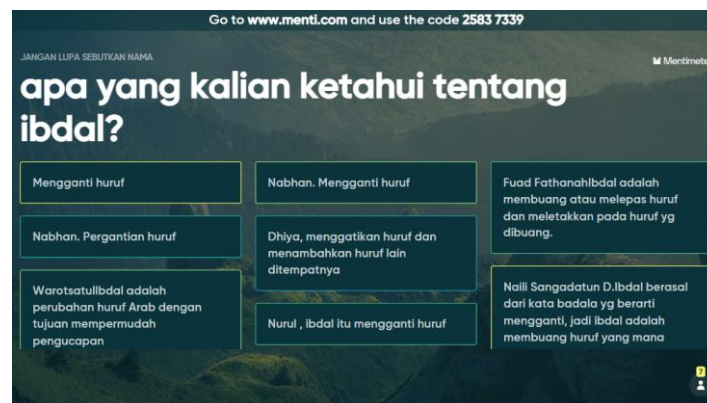 Go to www.menti.com and use the code 2583 7339
JANGAN LUPA SEBUTKAN NAMA
Mentimete
apa yang kalian ketahui tentang
ibdal?
Mengganti huruf
Nabhan. Pergantian huruf
WarotsatulIbdal adalah
perubahan huruf Arab dengan
tujuan mempermudah
pengucapan
Nabhan. Mengganti huruf
Dhiya, menggatikan huruf dan
menambahkan huruf lain
ditempatnya
Nurul , ibdal itu mengganti huruf
Fuad FathanahIbdal adalah
membuang atau melepas huruf
dan meletakkan pada huruf yg
dibuang.
Naili Sangadatun D.Ibdal berasal
dari kata badala yg berarti
mengganti, jadi ibdal adalah
membuang huruf yang mana
7